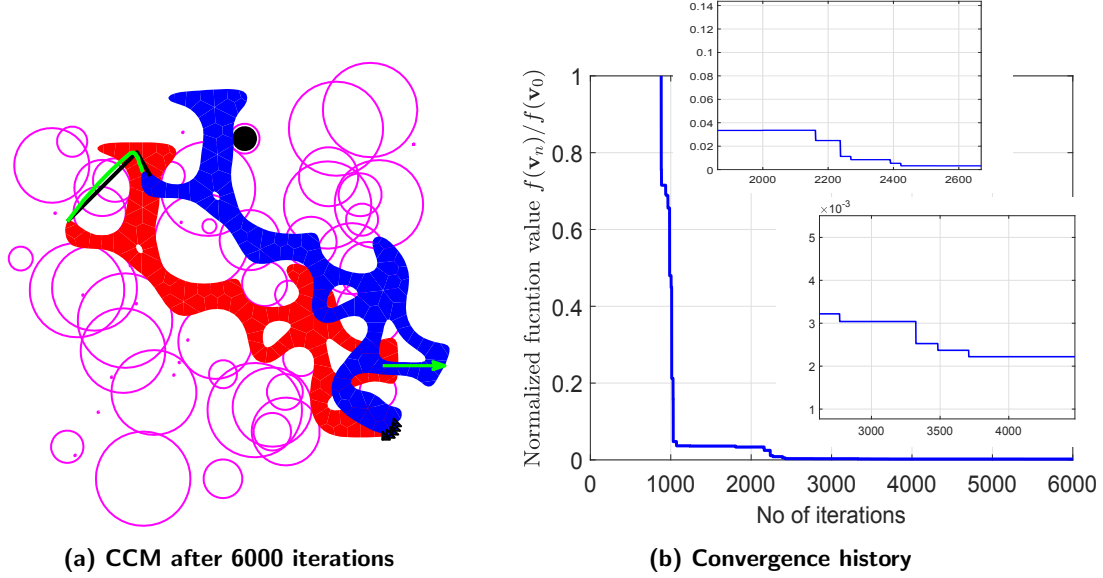 0.14
0.12
0.1
0.08
0.06
0.04
0.02
0
2000 2200 2400 2600
Normalized fucnation value f(v_n)/f(v_0)
1
0.8
0.6
0.4
0.2
0
×10^-3
5
4
3
2
1
3000 3500 4000
0 1000 2000 3000 4000 5000 6000
No of iterations
(a) CCM after 6000 iterations
(b) Convergence history